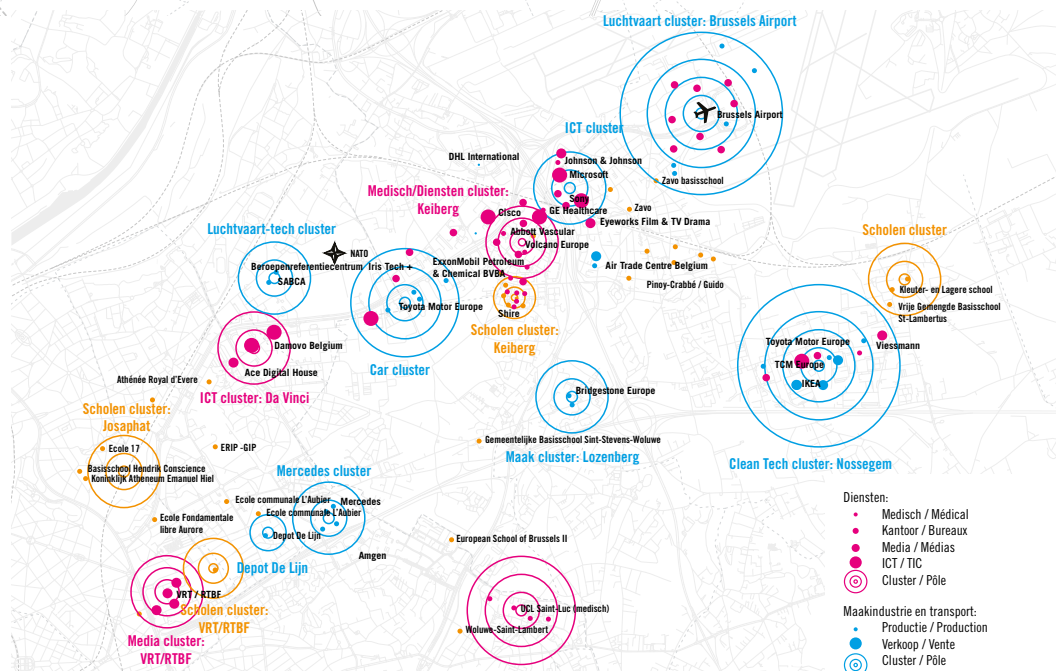 Luchtvaart cluster: Brussels Airport
Brussels Airport
ICT cluster
DHL International
Johnson & Johnson
Microsoft
Zavo basisschool
Medisch/Diensten cluster:
Keiberg
Sony
Zavo
Cisco
GE Healthcare
Eyeworks Film & TV Drama
Luchtvaart-tech cluster
Abbott Vascular
Volcano Europe
Scholen cluster
NATO
Beroepenreferentiecentrum Iris Tech +
ExxonMobil Petroleum
& Chemical BVBA
Air Trade Centre Belgium
SABCA
Pinoy-Crabbé / Guido
Kleuter- en Lagere school
Toyota Motor Europe
Shire
Vrije Gemengde Basisschool
St-Lambertus
Scholen cluster:
Keiberg
Damovo Belgium
Toyota Motor Europe
Viessmann
Ace Digital House
Car cluster
TCM Europe
Athénée Royal d'Evere
IKEA
Bridgestone Europe
ICT cluster: Da Vinci
Scholen cluster:
Josaphat
Gemeentelijke Basisschool Sint-Stevens-Woluwe
Ecole 17
ERIP -GIP
Maak cluster: Lozenberg
Clean Tech cluster: Nossegem
Basisschool Hendrik Conscience
Koninklijk Atheneum Emanuel Hiel
Mercedes cluster
Ecole communale L'Aubier
Mercedes
Ecole communale L'Aubier
Ecole Fondamentale
libre Aurore
Depot De Lijn
European School of Brussels II
Amgen
Depot De Lijn
VRT / RTBF
Scholen cluster:
VRT/RTBF
UCL Saint-Luc (medisch)
Woluwe-Saint-Lambert
Media cluster:
VRT/RTBF
Diensten:
Medisch / Médical
Kantoor / Bureaux
Media / Médias
ICT / TIC
Cluster / Pôle
Maakindustrie en transport:
Productie / Production
Verkoop / Vente
Cluster / Pôle